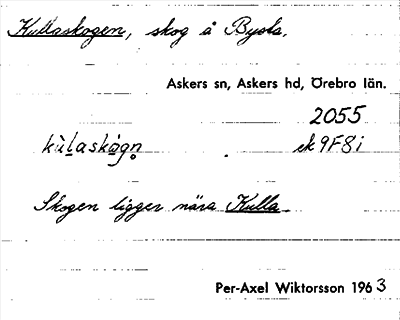 Kullaskogen, skog å Bysta.
Askers sn, Askers hd, Örebro län.
2055
kùlaskògn̥ ek 9F8i
Skogen ligger nära Kulla.
Per-Axel Wiktorsson 1963